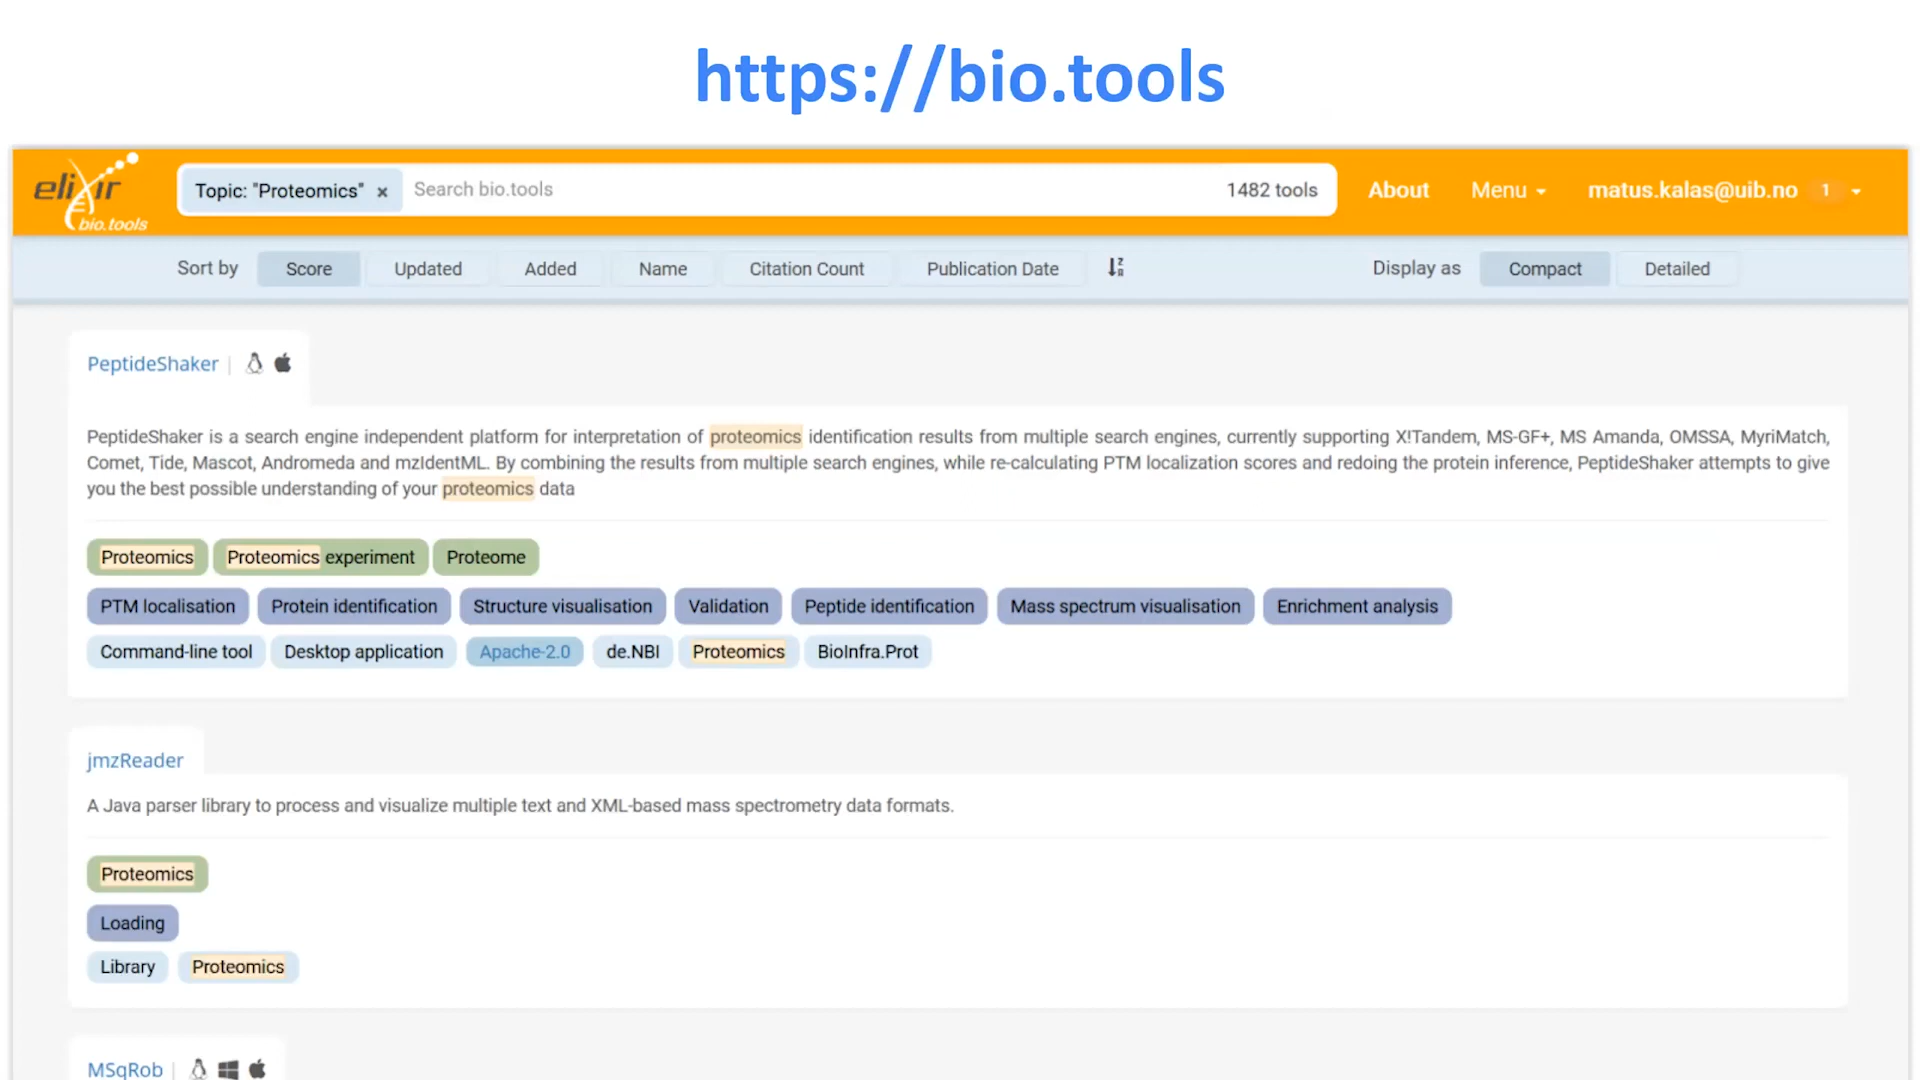 https://bio.tools
elixir
bio.tools
Topic: "Proteomics" × Search bio.tools 1482 tools About Menu matus.kalas@uib.no 1
Sort by Score Updated Added Name Citation Count Publication Date Display as Compact Detailed
PeptideShaker |
PeptideShaker is a search engine independent platform for interpretation of proteomics identification results from multiple search engines, currently supporting X!Tandem, MS-GF+, MS Amanda, OMSSA, MyriMatch,
Comet, Tide, Mascot, Andromeda and mzIdentML. By combining the results from multiple search engines, while re-calculating PTM localization scores and redoing the protein inference, PeptideShaker attempts to give
you the best possible understanding of your proteomics data
Proteomics Proteomics experiment Proteome
PTM localisation Protein identification Structure visualisation Validation Peptide identification Mass spectrum visualisation Enrichment analysis
Command-line tool Desktop application Apache-2.0 de.NBI Proteomics BioInfra.Prot
jmzReader
A Java parser library to process and visualize multiple text and XML-based mass spectrometry data formats.
Proteomics
Loading
Library Proteomics
MSqRob |